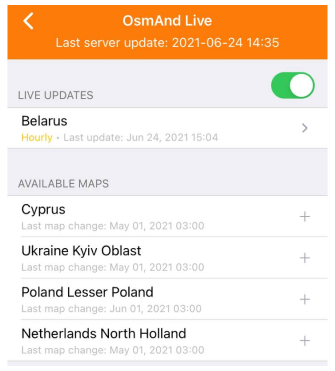 OsmAnd Live
Last server update: 2021-06-24 14:35
LIVE UPDATES
Belarus
Hourly • Last update: Jun 24, 2021 15:04
AVAILABLE MAPS
Cyprus
Last map change: May 01, 2021 03:00
Ukraine Kyiv Oblast
Last map change: May 01, 2021 03:00
Poland Lesser Poland
Last map change: Jun 01, 2021 03:00
Netherlands North Holland
Last map change: May 01, 2021 03:00